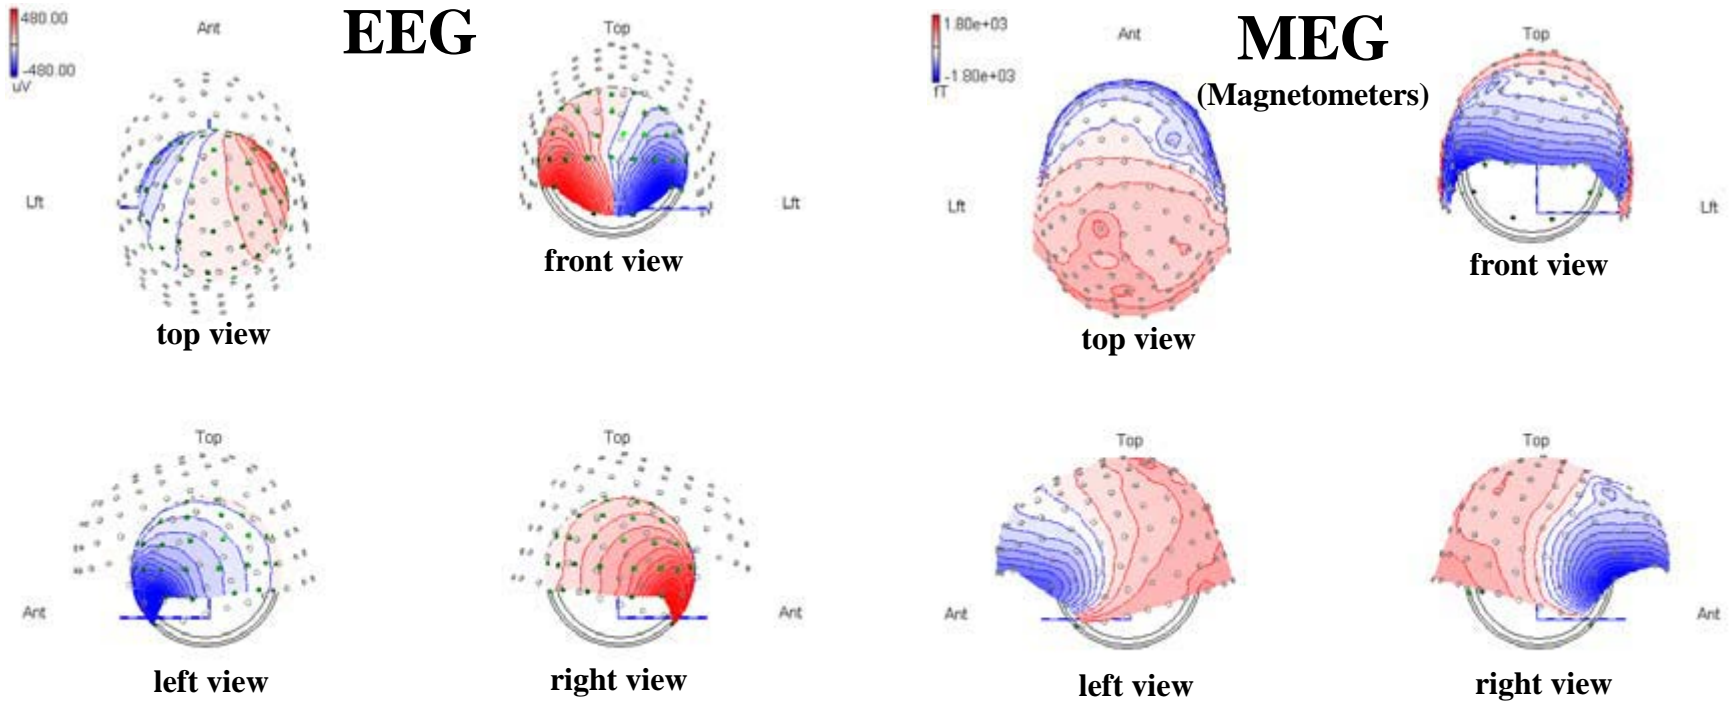 480.00
-480.00
uV
EEG
Ant
Top
Lft
Lft
top view
front view
1.80e+03
-1.80e+03
fT
MEG
(Magnetometers)
Ant
Top
Lft
Lft
top view
front view
Top
Top
Ant
Ant
left view
right view
Top
Top
Ant
Ant
left view
right view